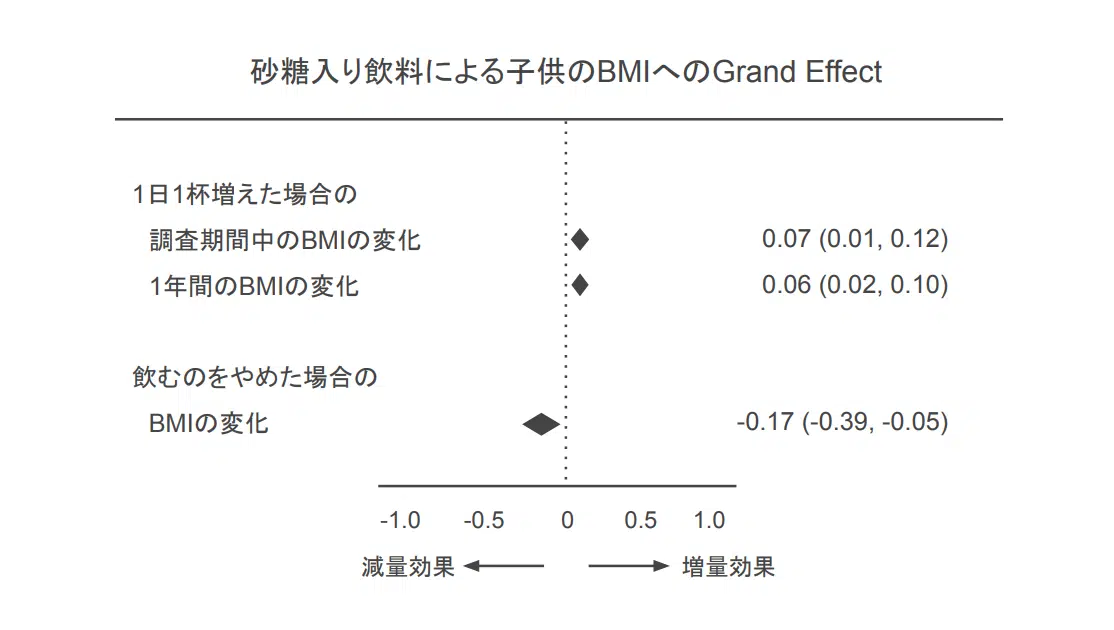 砂糖入り飲料による子供のBMIへのGrand Effect
1日1杯増えた場合の
調査期間中のBMIの変化 0.07 (0.01, 0.12)
1年間のBMIの変化 0.06 (0.02, 0.10)
飲むのをやめた場合の
BMIの変化 -0.17 (-0.39, -0.05)
-1.0 -0.5 0 0.5 1.0
減量効果 増量効果